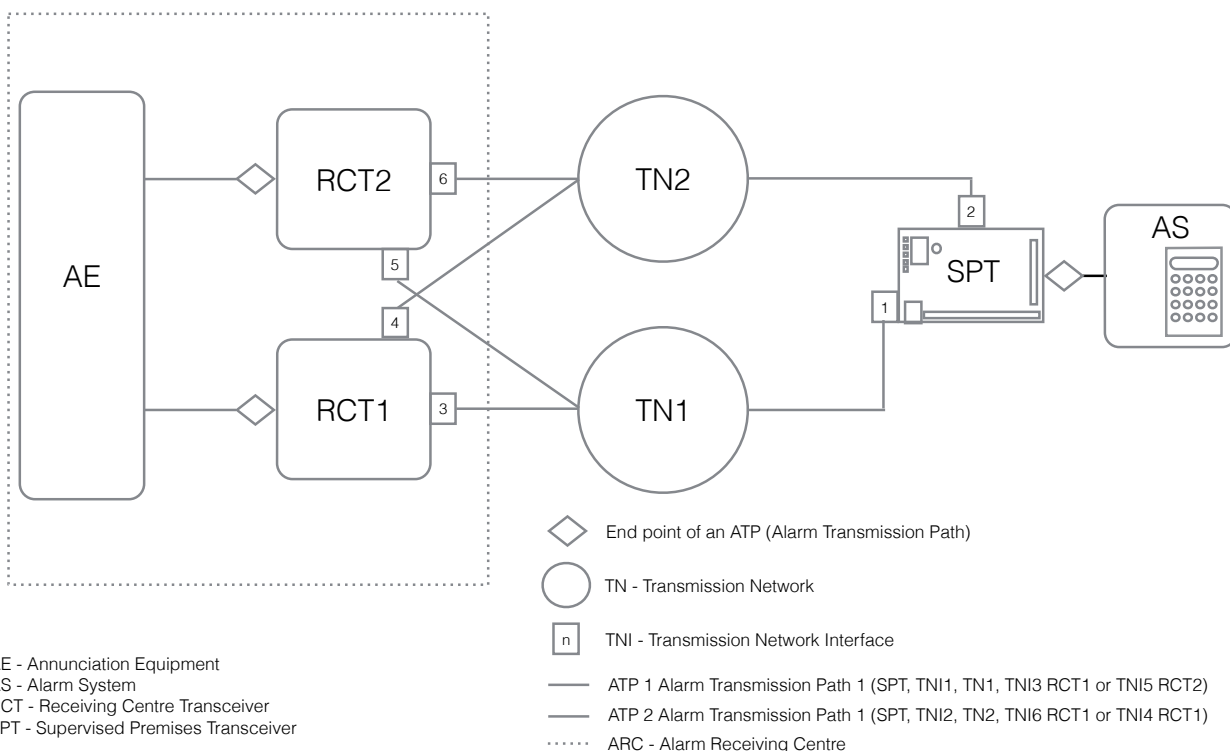 AE
RCT2
6
5
4
RCT1
3
TN2
TN1
2
SPT
1
AS
End point of an ATP (Alarm Transmission Path)
TN - Transmission Network
n
TNI - Transmission Network Interface
E - Annunciation Equipment
S - Alarm System
CT - Receiving Centre Transceiver
PT - Supervised Premises Transceiver
ATP 1 Alarm Transmission Path 1 (SPT, TNI1, TN1, TNI3 RCT1 or TNI5 RCT2)
ATP 2 Alarm Transmission Path 1 (SPT, TNI2, TN2, TNI6 RCT1 or TNI4 RCT1)
ARC - Alarm Receiving Centre